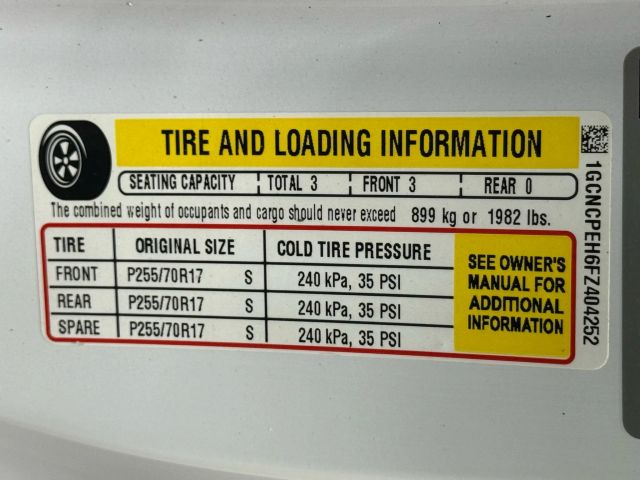 TIRE AND LOADING INFORMATION
SEATING CAPACITY TOTAL 3 FRONT 3 REAR 0
The combined weight of occupants and cargo should never exceed 899 kg or 1982 lbs.
TIRE ORIGINAL SIZE COLD TIRE PRESSURE
FRONT P255/70R17 S 240 kPa, 35 PSI
REAR P255/70R17 S 240 kPa, 35 PSI
SPARE P255/70R17 S 240 kPa, 35 PSI
SEE OWNER'S
MANUAL FOR
ADDITIONAL
INFORMATION
1GCNCPEH6FZ404252